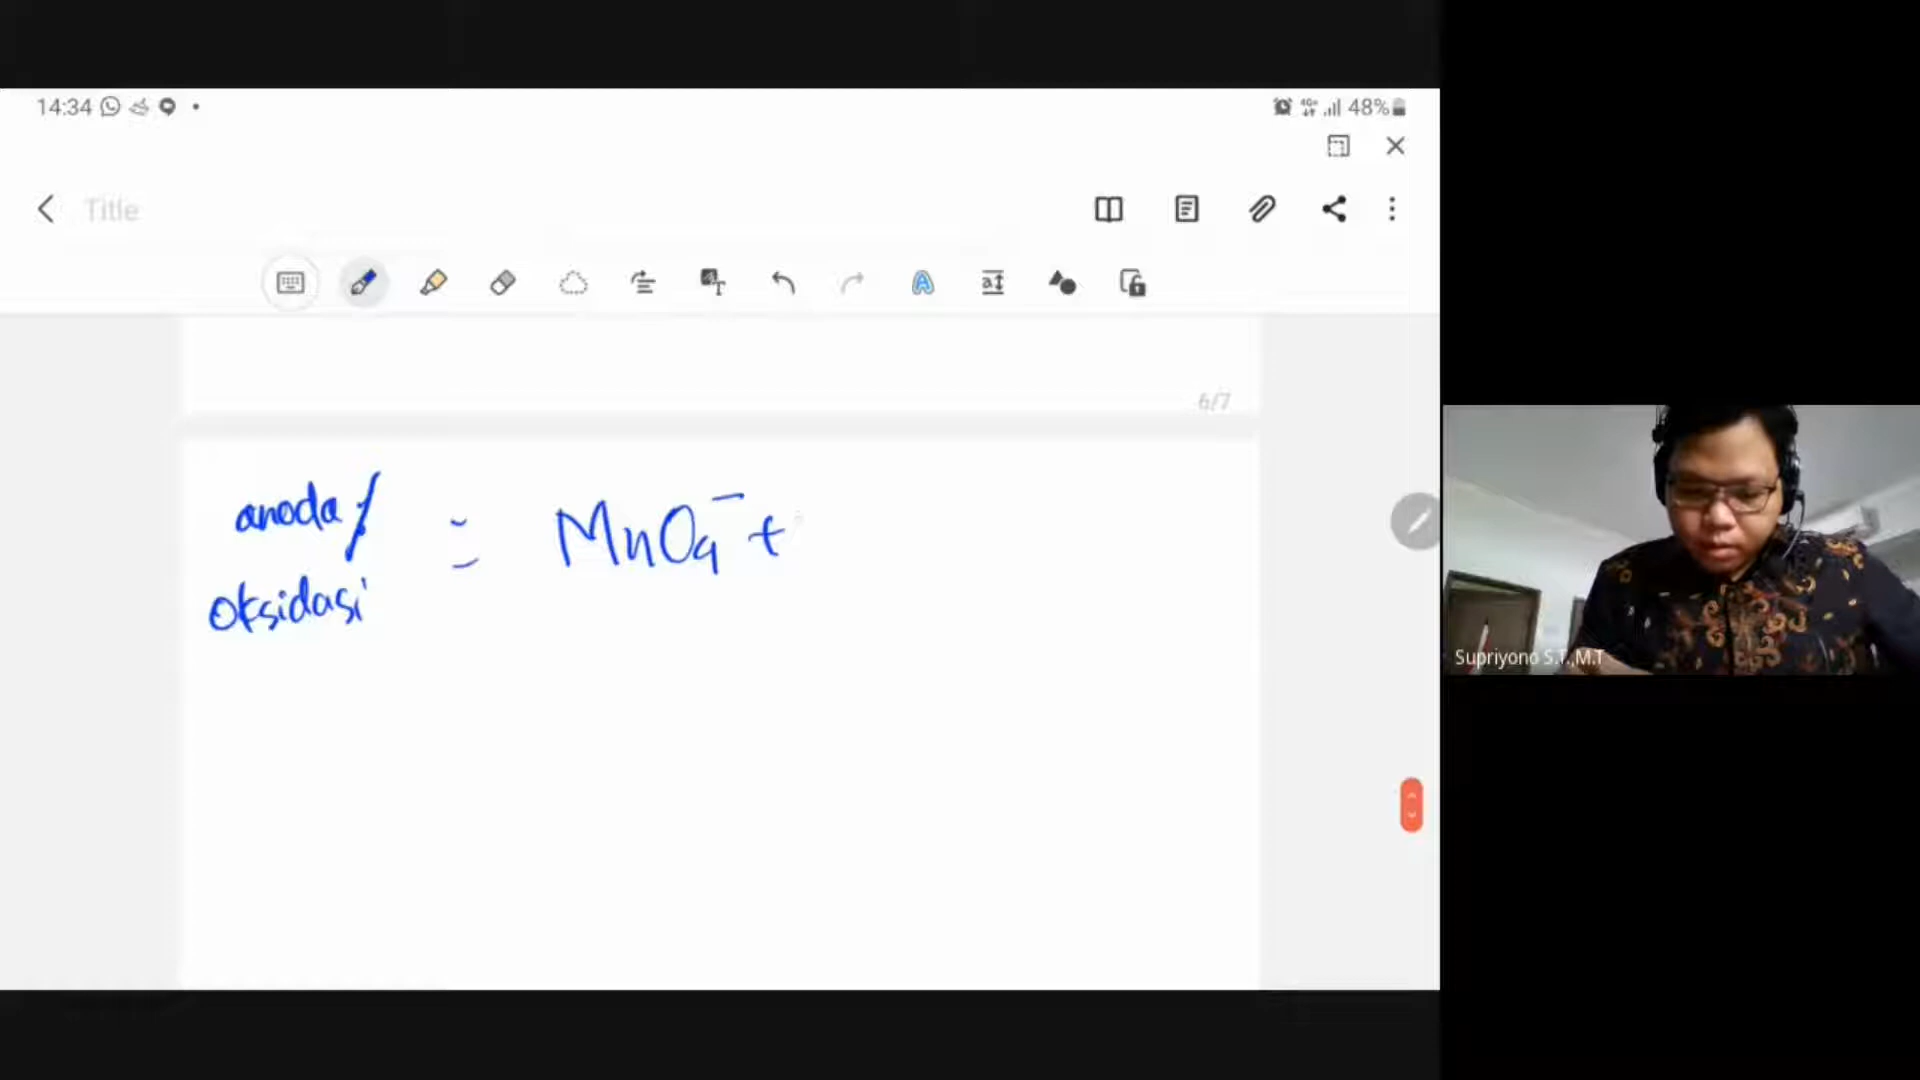 14:34
48%
Title
6/7
anoda /
oksidasi = MnO₄⁻ +
Supriyono S.T.,M.T